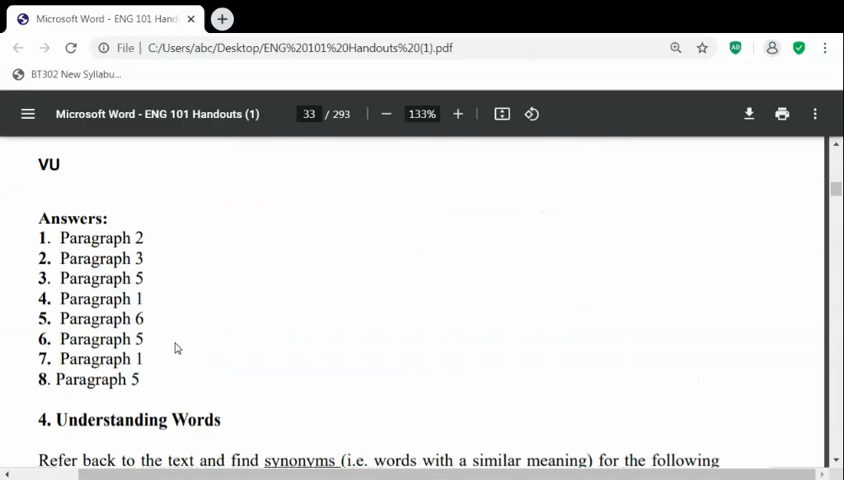 Microsoft Word - ENG 101 Hand
File | C:/Users/abc/Desktop/ENG%20101%20Handouts%20(1).pdf
BT302 New Syllabu...
Microsoft Word - ENG 101 Handouts (1) 33 / 293 133%
VU
Answers:
1. Paragraph 2
2. Paragraph 3
3. Paragraph 5
4. Paragraph 1
5. Paragraph 6
6. Paragraph 5
7. Paragraph 1
8. Paragraph 5
4. Understanding Words
Refer back to the text and find synonyms (i.e. words with a similar meaning) for the following